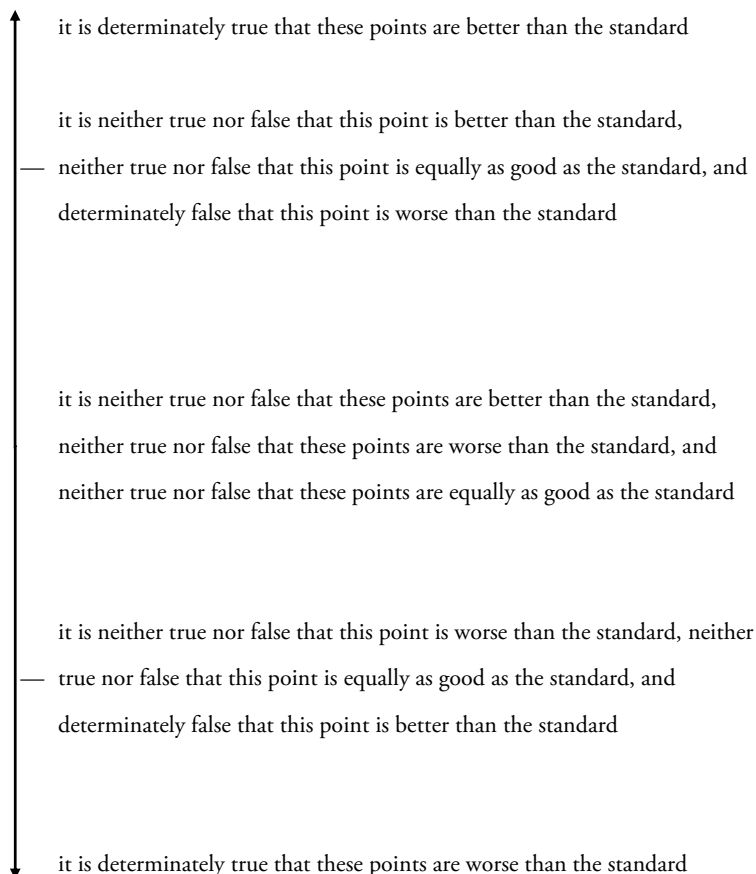 it is determinately true that these points are better than the standard
it is neither true nor false that this point is better than the standard,
neither true nor false that this point is equally as good as the standard, and
determinately false that this point is worse than the standard
it is neither true nor false that these points are better than the standard,
neither true nor false that these points are worse than the standard, and
neither true nor false that these points are equally as good as the standard
it is neither true nor false that this point is worse than the standard, neither
true nor false that this point is equally as good as the standard, and
determinately false that this point is better than the standard
it is determinately true that these points are worse than the standard